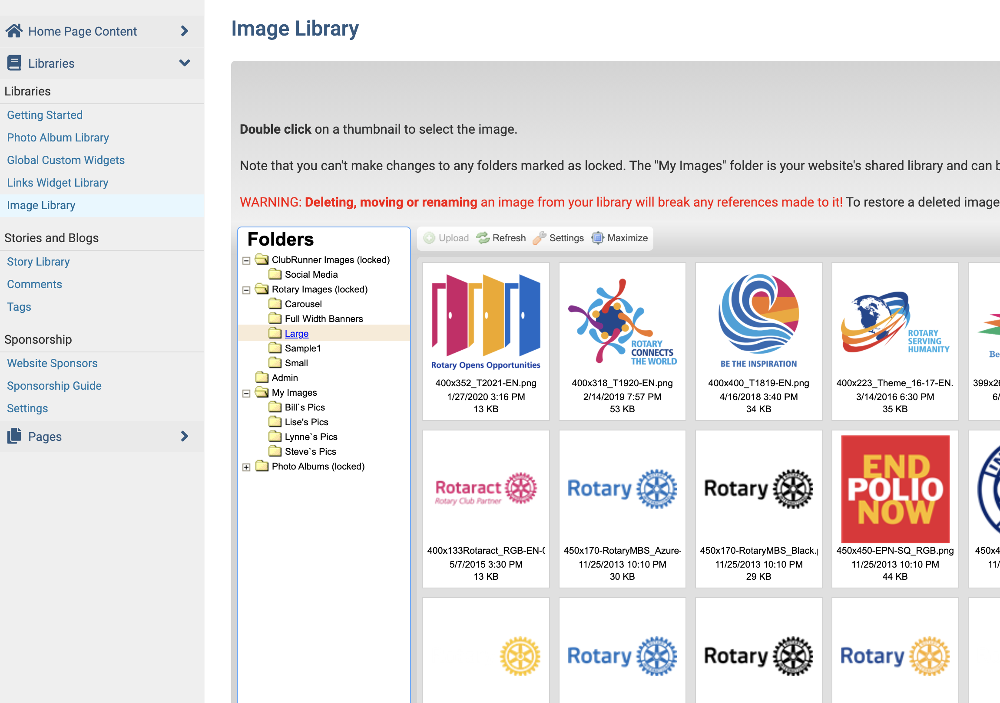 Home Page Content
Libraries
Libraries
Getting Started
Photo Album Library
Global Custom Widgets
Links Widget Library
Image Library
Stories and Blogs
Story Library
Comments
Tags
Sponsorship
Website Sponsors
Sponsorship Guide
Settings
Pages
Image Library
Double click on a thumbnail to select the image.
Note that you can't make changes to any folders marked as locked. The "My Images" folder is your website's shared library and can
WARNING: Deleting, moving or renaming an image from your library will break any references made to it! To restore a deleted image
Folders
ClubRunner Images (locked)
Social Media
Rotary Images (locked)
Carousel
Full Width Banners
Large
Sample1
Small
Admin
My Images
Bill`s Pics
Lise's Pics
Lynne`s Pics
Steve`s Pics
Photo Albums (locked)
Upload Refresh Settings Maximize
Rotary Opens Opportunities
400x352_T2021-EN.png
1/27/2020 3:16 PM
13 KB
ROTARY
CONNECTS
THE WORLD
400x318_T1920-EN.png
2/14/2019 7:57 PM
53 KB
BE THE INSPIRATION
400x400_T1819-EN.png
4/16/2018 3:40 PM
34 KB
ROTARY
SERVING
HUMANITY
400x223_Theme_16-17-EN.
3/14/2016 6:30 PM
35 KB
Be
399x26
6/
Rotaract
Rotary Club Partner
400x133Rotaract_RGB-EN-
5/7/2015 3:30 PM
13 KB
Rotary
450x170-RotaryMBS_Azure-
11/25/2013 10:10 PM
30 KB
Rotary
450x170-RotaryMBS_Black.
11/25/2013 10:10 PM
29 KB
END
POLIO
NOW
450x450-EPN-SQ_RGB.png
11/25/2013 10:10 PM
44 KB
450x4
11/
Rotary
Rotary
Rotary